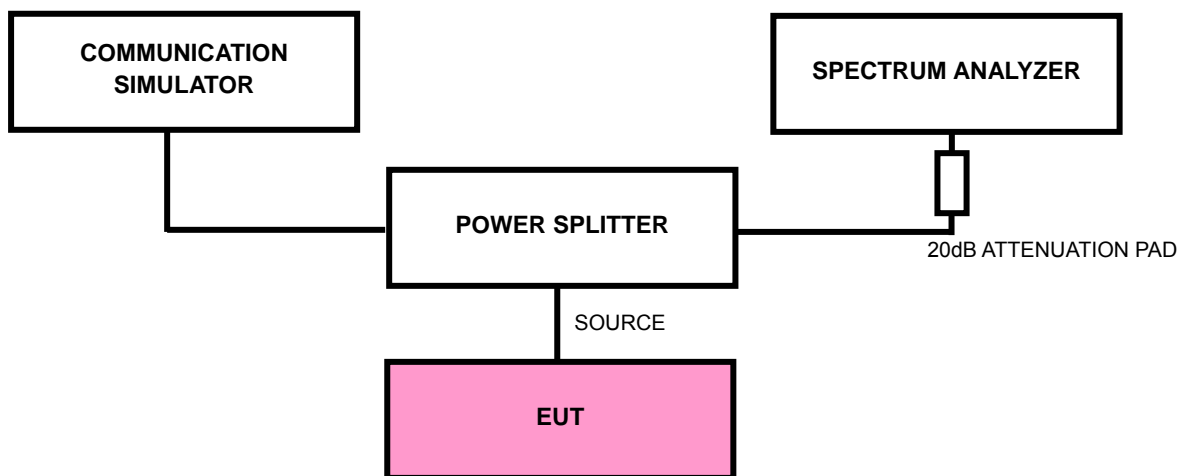 COMMUNICATION
SIMULATOR
SPECTRUM ANALYZER
POWER SPLITTER
20dB ATTENUATION PAD
SOURCE
EUT